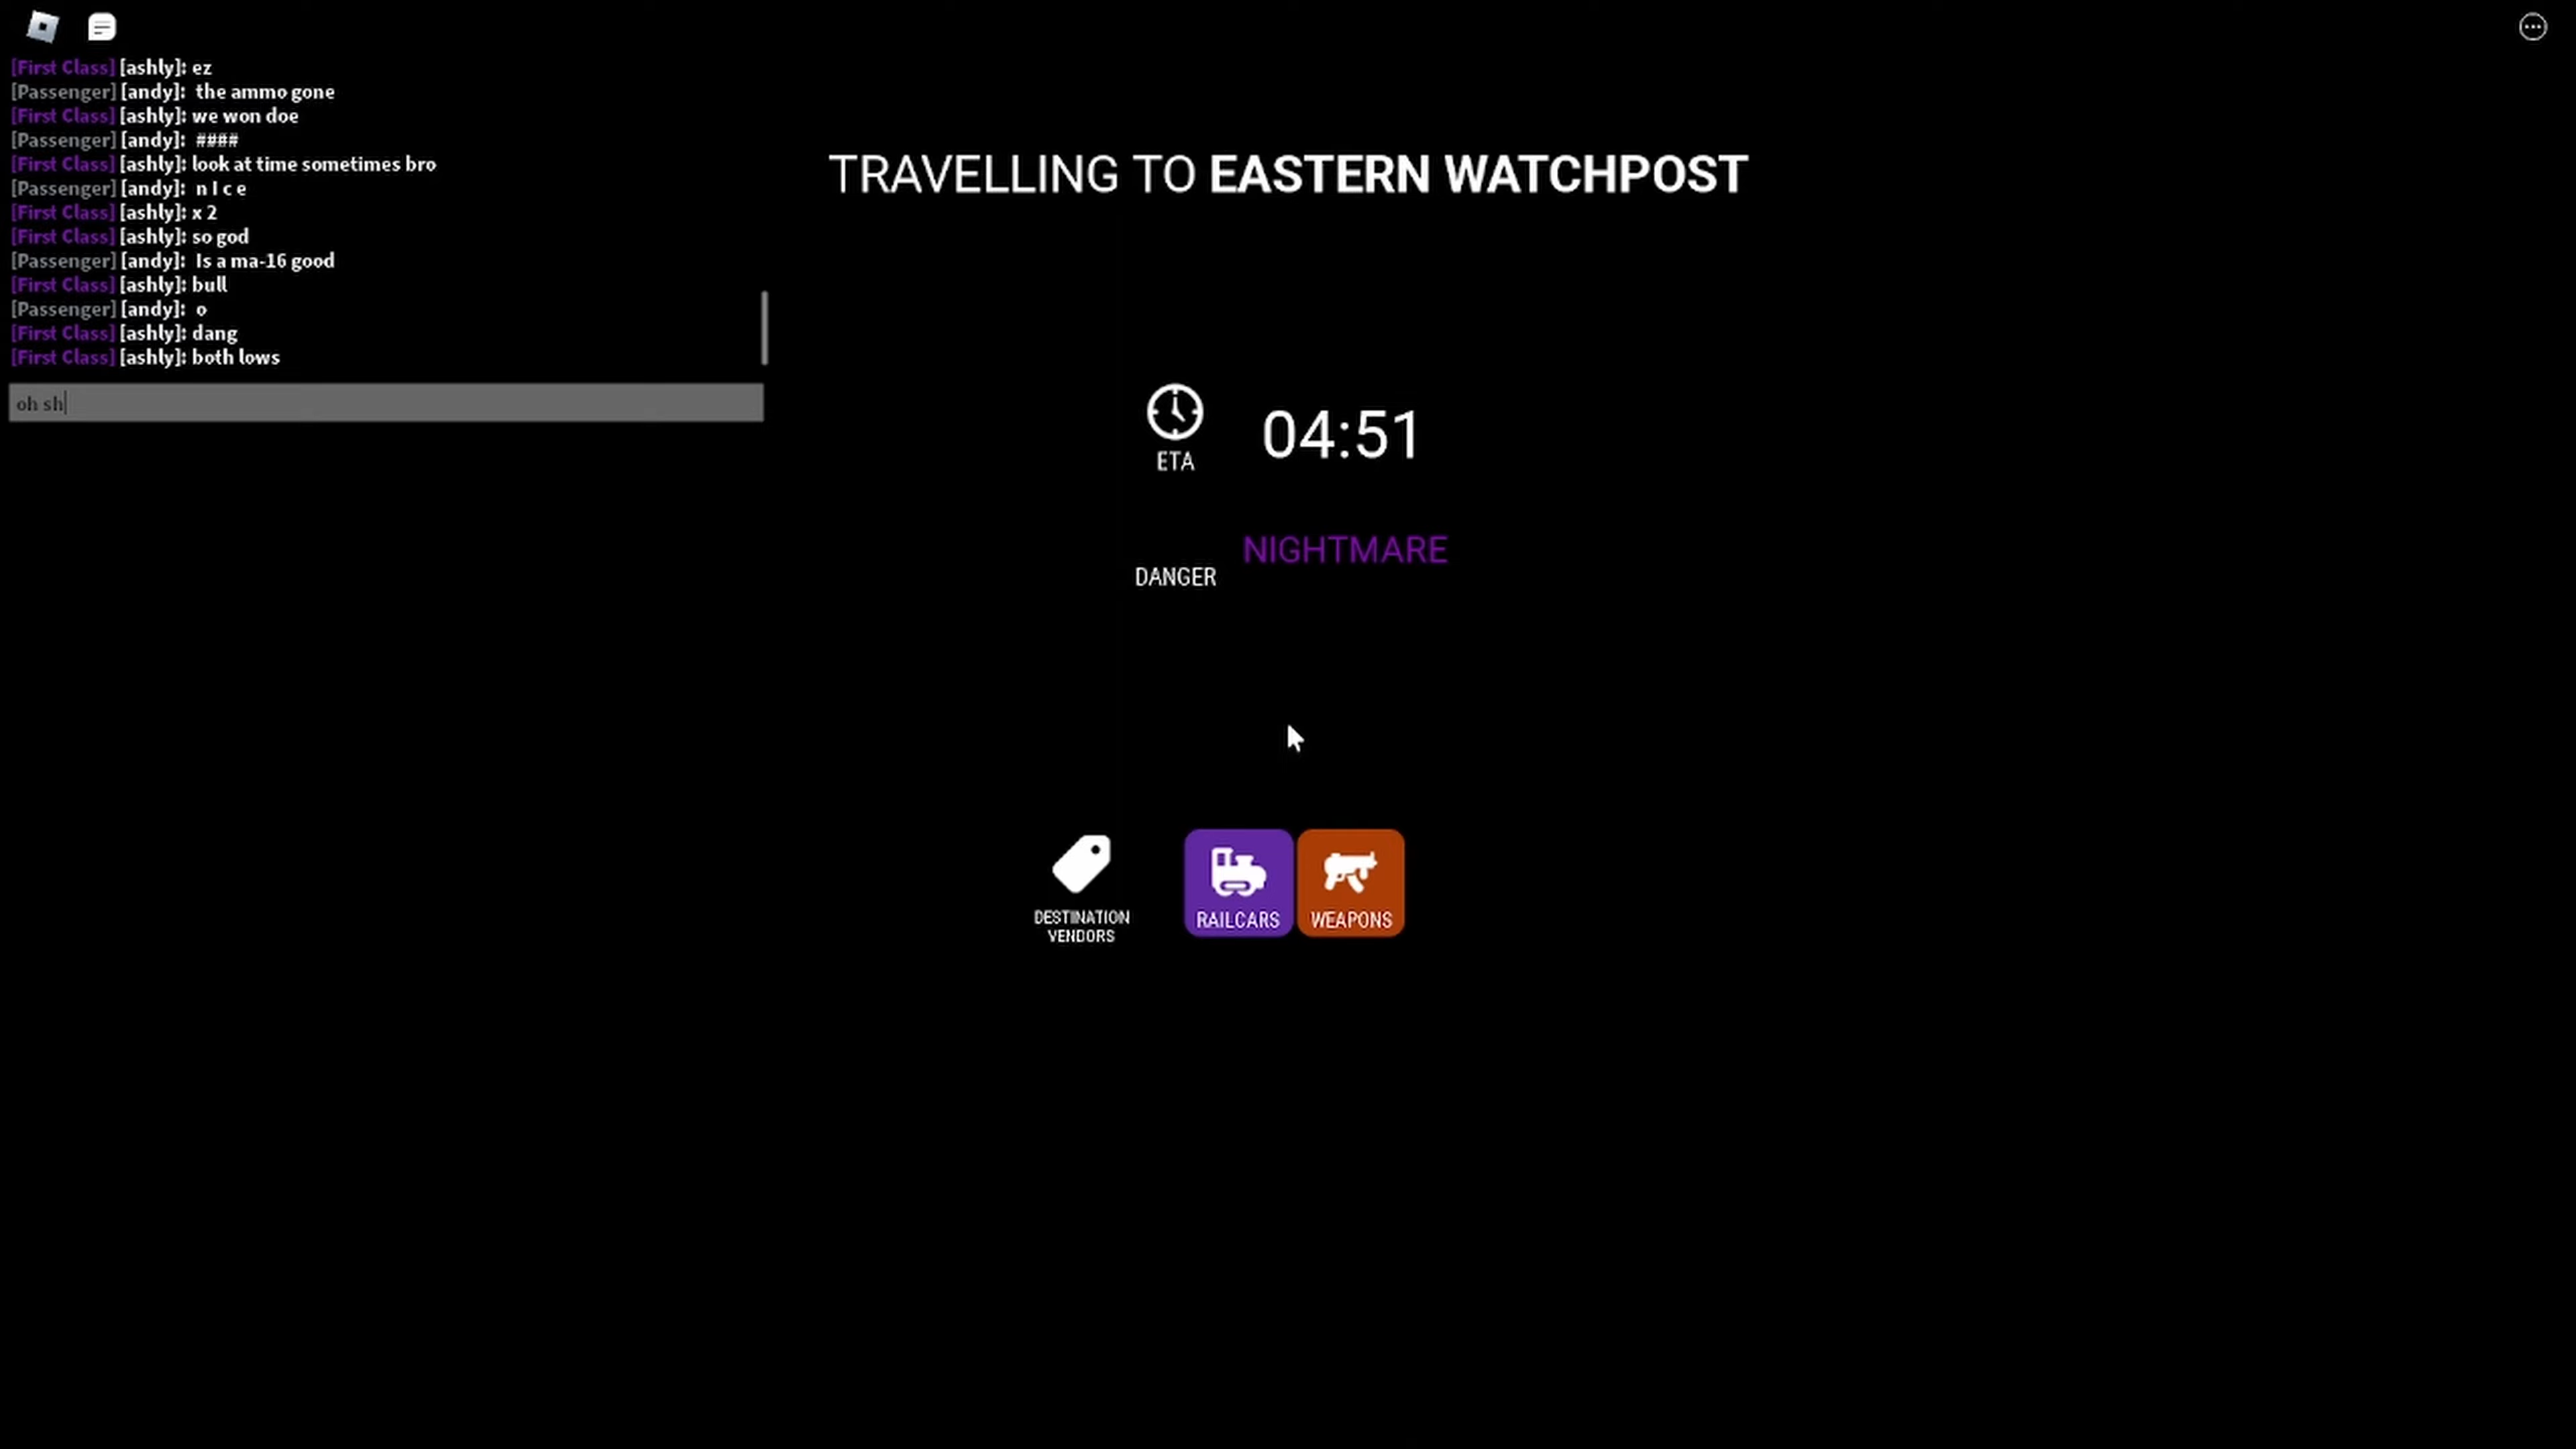 [First Class] [ashly]: ez
[Passenger] [andy]: the ammo gone
[First Class] [ashly]: we won doe
[Passenger] [andy]: ####
[First Class] [ashly]: look at time sometimes bro
[Passenger] [andy]: n I c e
[First Class] [ashly]: x 2
[First Class] [ashly]: so god
[Passenger] [andy]: Is a ma-16 good
[First Class] [ashly]: bull
[Passenger] [andy]: o
[First Class] [ashly]: dang
[First Class] [ashly]: both lows
oh sh
TRAVELLING TO EASTERN WATCHPOST
04:51
ETA
NIGHTMARE
DANGER
DESTINATION
VENDORS
RAILCARS
WEAPONS